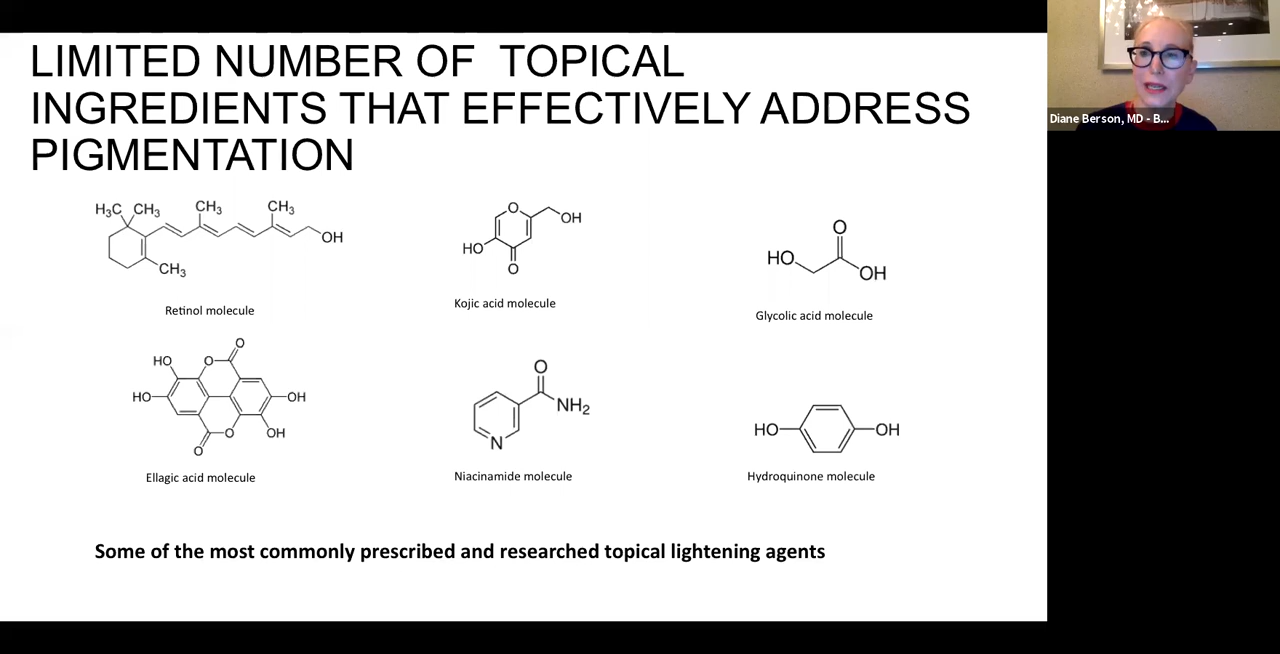 LIMITED NUMBER OF  TOPICAL
INGREDIENTS THAT EFFECTIVELY ADDRESS
PIGMENTATION
Diane Berson, MD - B...
H₃C CH₃ CH₃ CH₃
OH
CH₃
Retinol molecule
O
OH
HO
O
Kojic acid molecule
O
HO
OH
Glycolic acid molecule
O
HO O
HO OH
O OH
O
Ellagic acid molecule
O
NH₂
N
Niacinamide molecule
HO OH
Hydroquinone molecule
Some of the most commonly prescribed and researched topical lightening agents